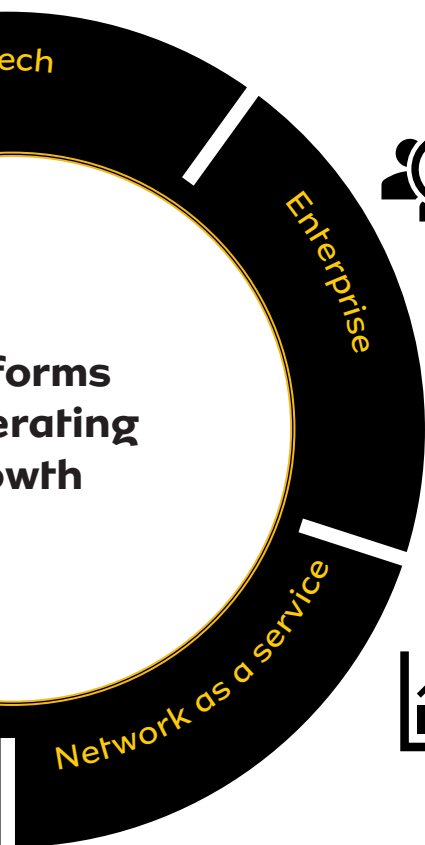 ech
Enterprise
forms
erating
owth
Network as a service